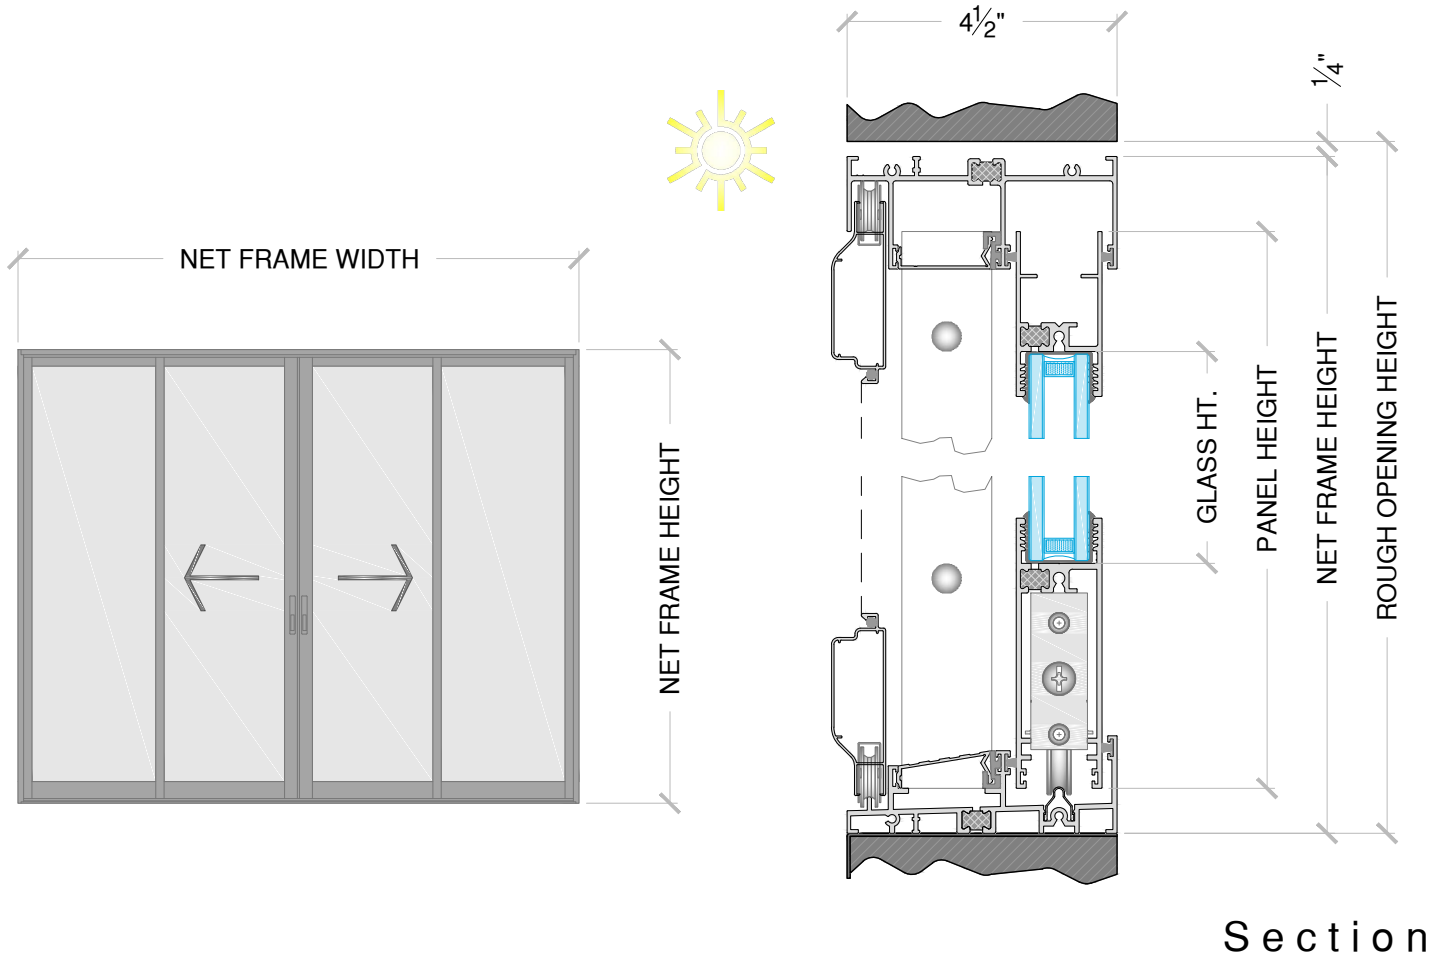 4½"
¼"
NET FRAME WIDTH
NET FRAME HEIGHT
GLASS HT.
PANEL HEIGHT
NET FRAME HEIGHT
ROUGH OPENING HEIGHT
Section